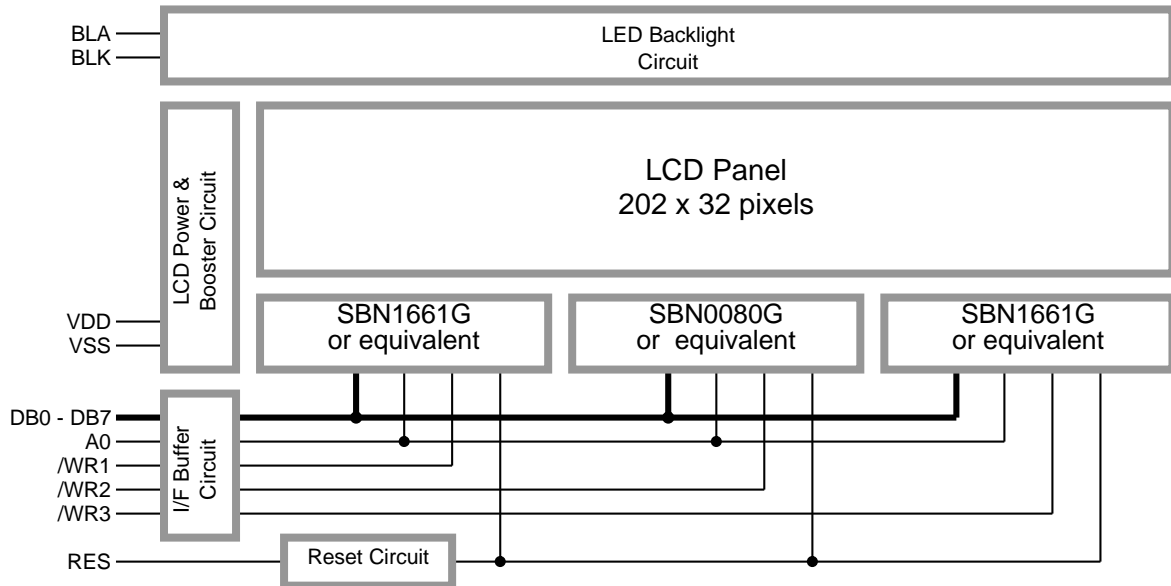 BLA
BLK
LED Backlight
Circuit
LCD Power &
Booster Circuit
LCD Panel
202 x 32 pixels
VDD
VSS
SBN1661G
or equivalent
SBN0080G
or equivalent
SBN1661G
or equivalent
DB0 - DB7
A0
/WR1
/WR2
/WR3
I/F Buffer
Circuit
RES
Reset Circuit